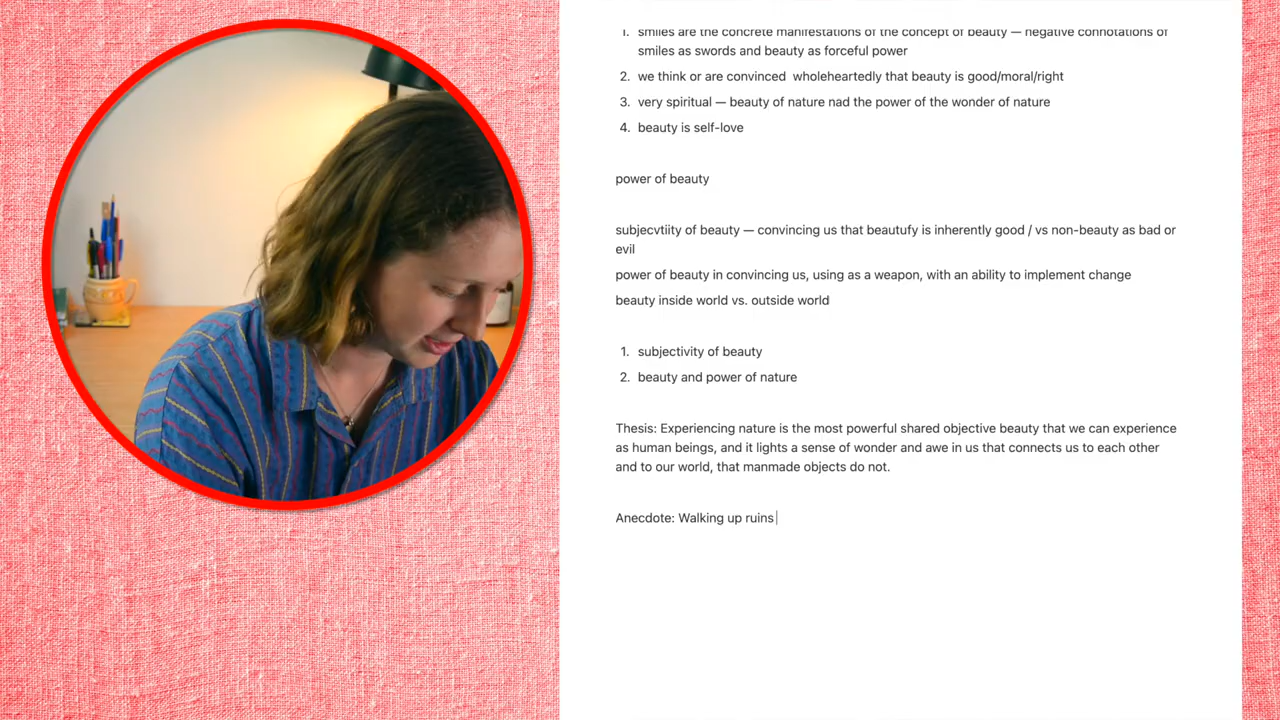 1. smiles are the concrete manifestations of the concept of beauty — negative connotations of
smiles as swords and beauty as forceful power
2. we think or are convinced  wholeheartedly that beauty is good/moral/right
3. very spiritual — beauty of nature nad the power of the wonder of nature
4. beauty is self-love
power of beauty
subjecvtiity of beauty — convincing us that beautufy is inherently good / vs non-beauty as bad or
evil
power of beauty in convincing us, using as a weapon, with an ability to implement change
beauty inside world vs. outside world
1. subjectivity of beauty
2. beauty and power of nature
Thesis: Experiencing nature is the most powerful shared objective beauty that we can experience
as human beings, and it lights a sense of wonder and awe in us that connects us to each other
and to our world, that manmade objects do not.
Anecdote: Walking up ruins